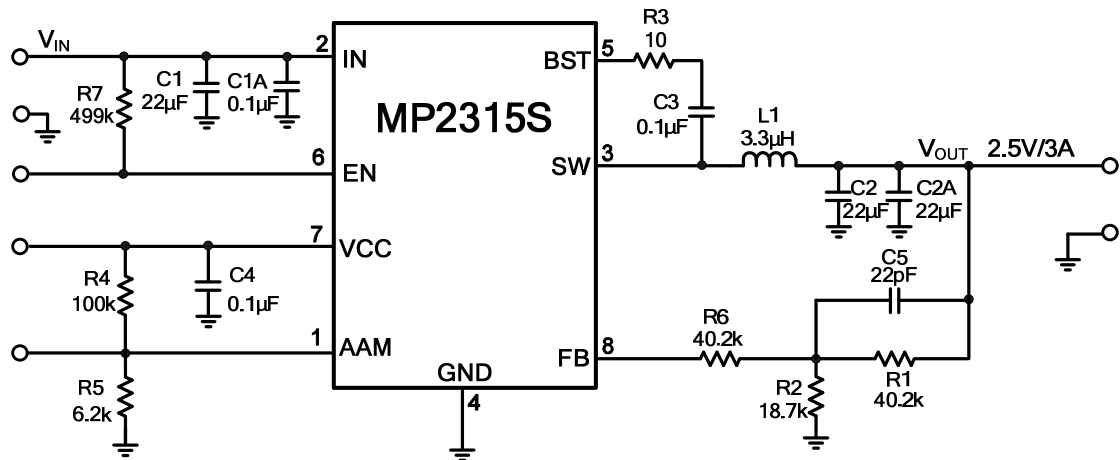 V_IN
2
IN
R7
499k
C1
22µF
C1A
0.1µF
6
EN
7
VCC
R4
100k
C4
0.1µF
1
AAM
R5
6.2k
MP2315S
GND
4
BST
5
R3
10
C3
0.1µF
SW
3
L1
3.3µH
V_OUT 2.5V/3A
C2
22µF
C2A
22µF
C5
22pF
FB
8
R6
40.2k
R2
18.7k
R1
40.2k